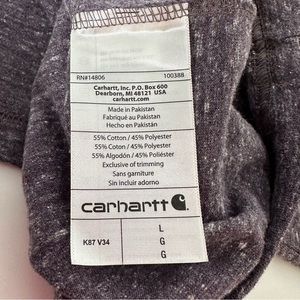 RN#14806 100388
Carhartt, Inc. P.O. Box 600
Dearborn, MI 48121 USA
carhartt.com
Made in Pakistan
Fabriqué au Pakistan
Hecho en Pakistán
55% Cotton / 45% Polyester
55% Coton / 45% Polyester
55% Algodón / 45% Poliéster
Exclusive of trimming
Sans garniture
Sin incluir adorno
carhartt
K87 V34
L
G
G